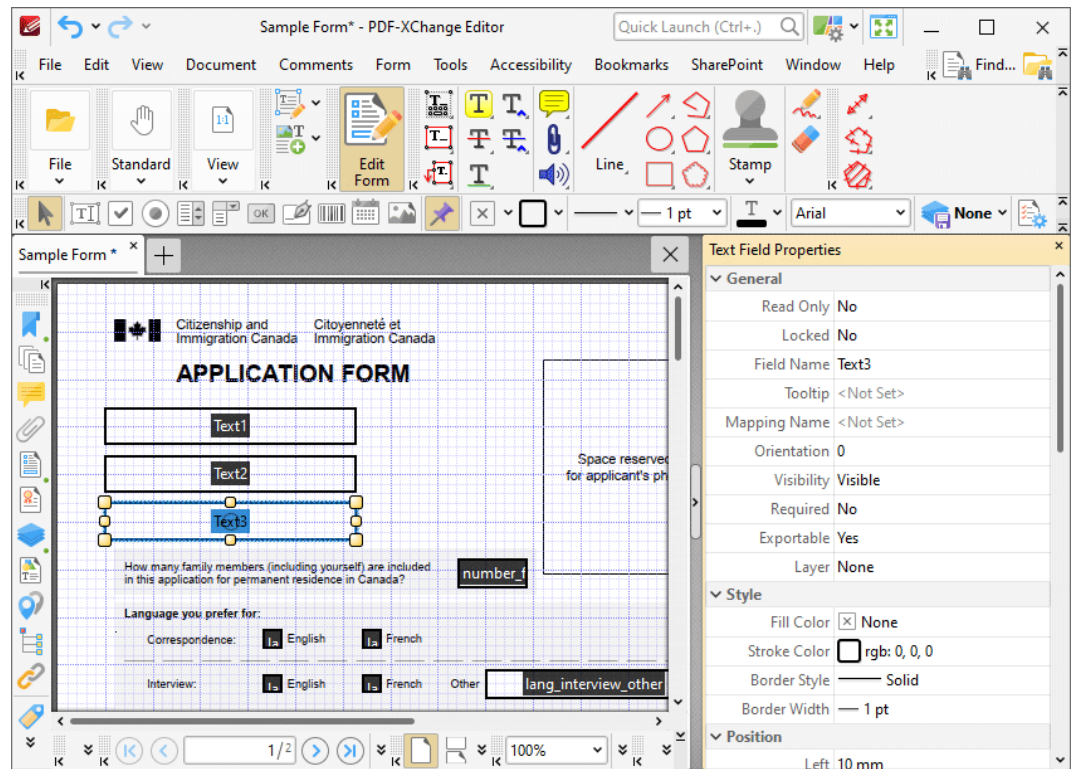 Sample Form* - PDF-XChange Editor
Quick Launch (Ctrl+.)
File Edit View Document Comments Form Tools Accessibility Bookmarks SharePoint Window Help
Find...
File Standard View Edit Form Line Stamp
1:1
OK
1 pt T Arial None
Sample Form *
Text Field Properties
General
Read Only No
Locked No
Field Name Text3
Tooltip <Not Set>
Mapping Name <Not Set>
Orientation 0
Visibility Visible
Required No
Exportable Yes
Layer None
Style
Fill Color None
Stroke Color rgb: 0, 0, 0
Border Style Solid
Border Width 1 pt
Position
Left 10 mm
Citizenship and Immigration Canada
Citoyenneté et Immigration Canada
APPLICATION FORM
Text1
Text2
Text3
Space reserved
for applicant's ph
How many family members (including yourself) are included
in this application for permanent residence in Canada?
number_f
Language you prefer for:
Correspondence: la English la French
Interview: la English la French Other lang_interview_other
1/2
100%